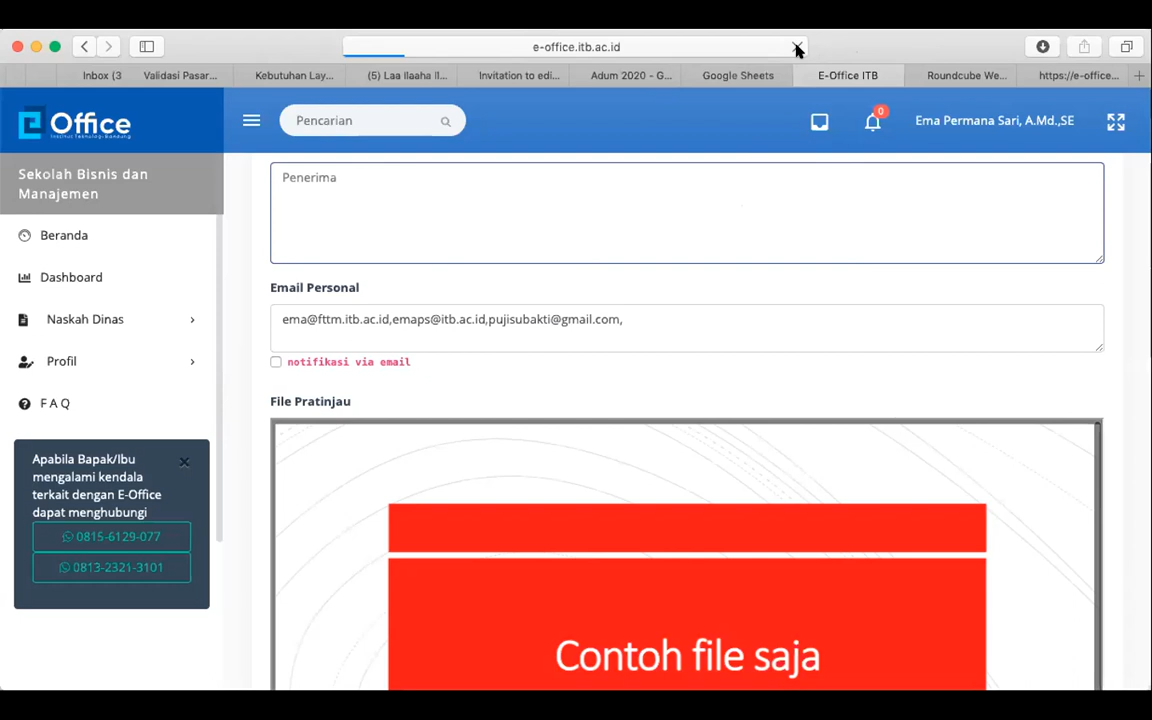 e-office.itb.ac.id
Inbox (3
Validasi Pasar...
Kebutuhan Lay...
(5) Laa ilaaha Il...
Invitation to edi...
Adum 2020 - G...
Google Sheets
E-Office ITB
Roundcube We...
https://e-office...
Office
Institut Teknologi Bandung
Pencarian
0
Ema Permana Sari, A.Md.,SE
Sekolah Bisnis dan
Manajemen
Beranda
Dashboard
Naskah Dinas
Profil
F A Q
Apabila Bapak/Ibu
mengalami kendala
terkait dengan E-Office
dapat menghubungi
0815-6129-077
0813-2321-3101
Penerima
Email Personal
ema@fttm.itb.ac.id,emaps@itb.ac.id,pujisubakti@gmail.com,
notifikasi via email
File Pratinjau
Contoh file saja